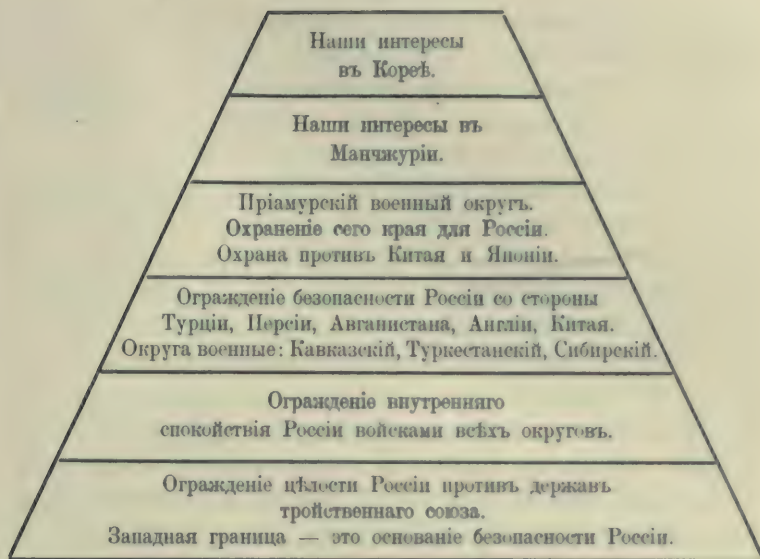 Наши интересы
въ Кореѣ.
Наши интересы въ
Манчжуріи.
Пріамурскій военный округъ.
Охраненіе сего края для Россіи.
Охрана противъ Китая и Японіи.
Огражденіе безопасности Россіи со стороны
Турціи, Персіи, Авганистана, Англіи, Китая.
Округа военные: Кавказскій, Туркестанскій, Сибирскій.
Огражденіе внутренняго
спокойствія Россіи войсками всѣхъ округовъ.
Огражденіе цѣлости Россіи противъ державъ
тройственнаго союза.
Западная граница — это основаніе безопасности Россіи.